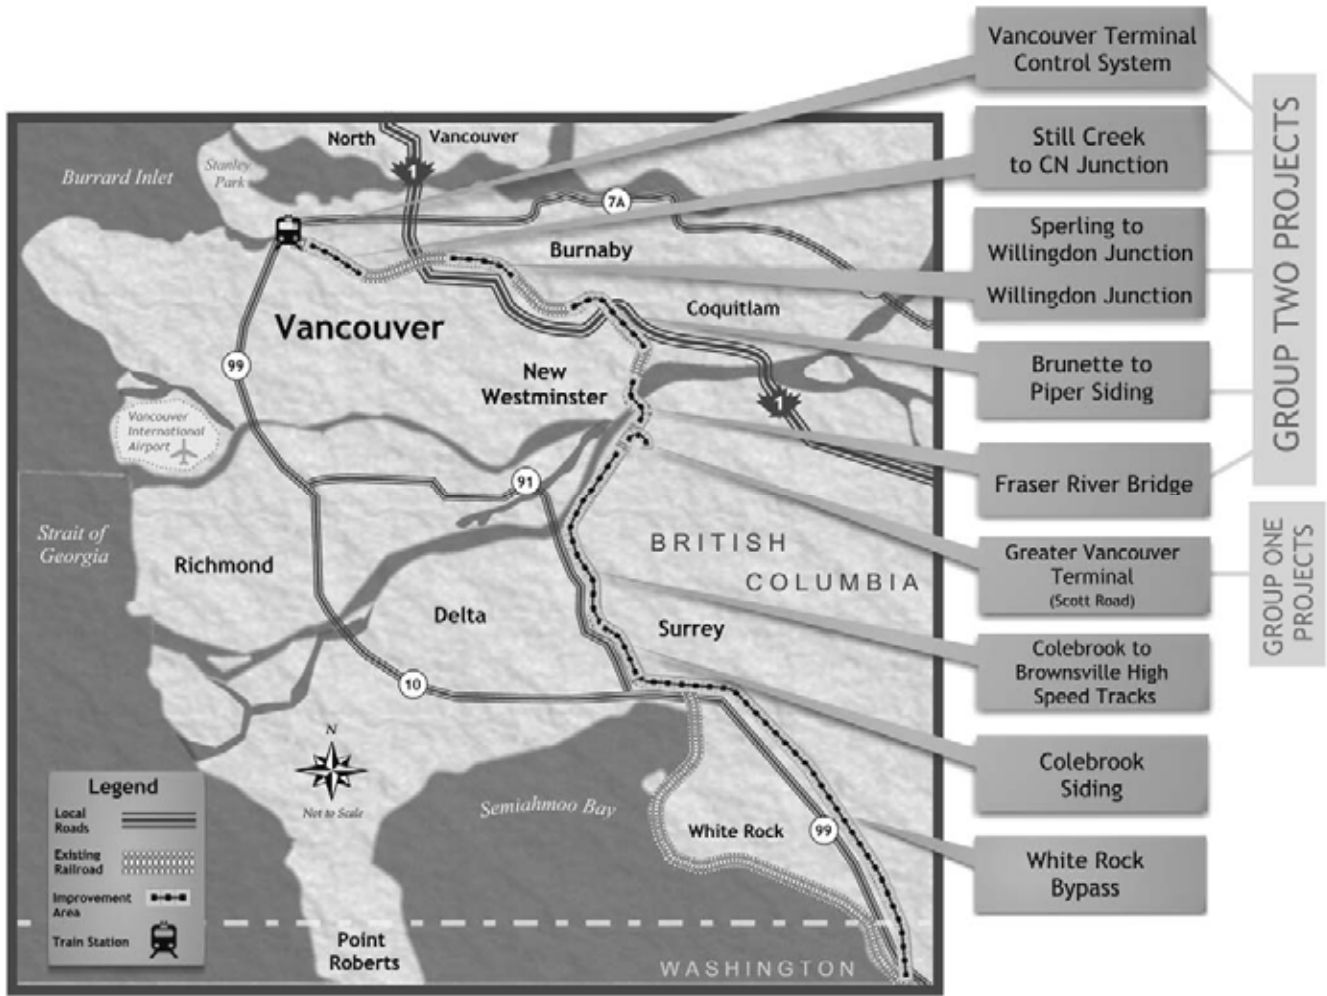 Vancouver Terminal
Control System
Still Creek
to CN Junction
Sperling to
Willingdon Junction
Willingdon Junction
Brunette to
Piper Siding
Fraser River Bridge
Greater Vancouver
Terminal
(Scott Road)
Colebrook to
Brownsville High
Speed Tracks
Colebrook
Siding
White Rock
Bypass
GROUP TWO PROJECTS
GROUP ONE
PROJECTS
North Vancouver
1
Burrard Inlet
Stanley
Park
7A
Burnaby
Coquitlam
Vancouver
99
New
Westminster
1
Vancouver
International
Airport
91
Strait of
Georgia
BRITISH
COLUMBIA
Richmond
Delta
Surrey
10
N
Not to Scale
Semiahmoo Bay
White Rock
99
Legend
Local
Roads
Existing
Railroad
Improvement
Area
Train Station
Point
Roberts
WASHINGTON